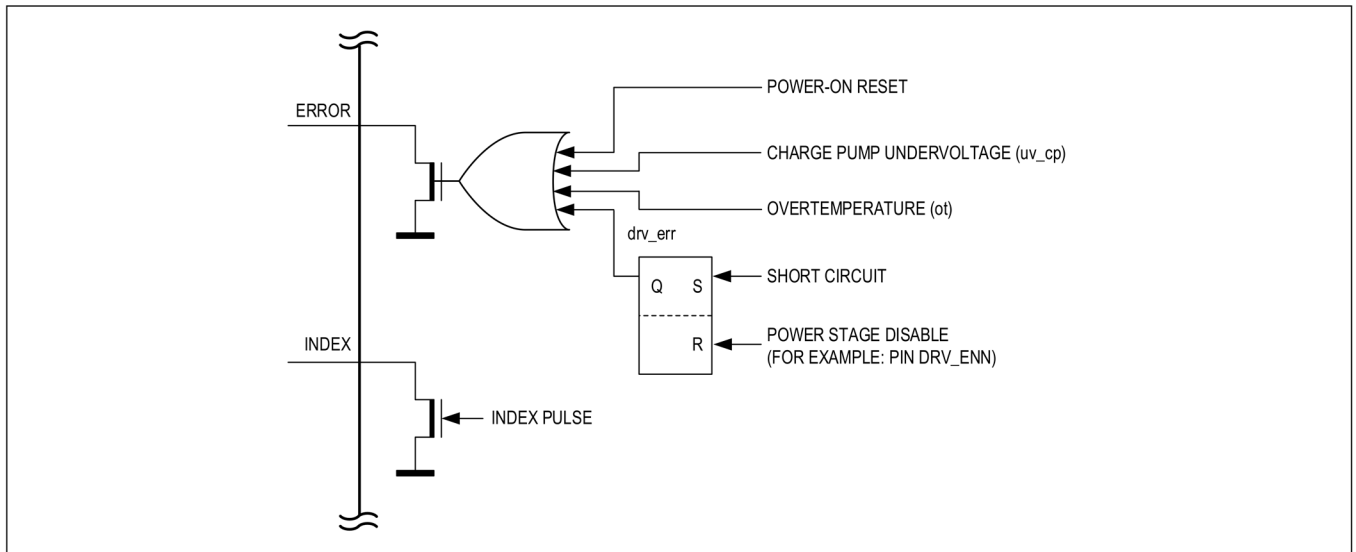 POWER-ON RESET
ERROR
CHARGE PUMP UNDERVOLTAGE (uv_cp)
OVERTEMPERATURE (ot)
drv_err
Q S
SHORT CIRCUIT
R
POWER STAGE DISABLE
(FOR EXAMPLE: PIN DRV_ENN)
INDEX
INDEX PULSE